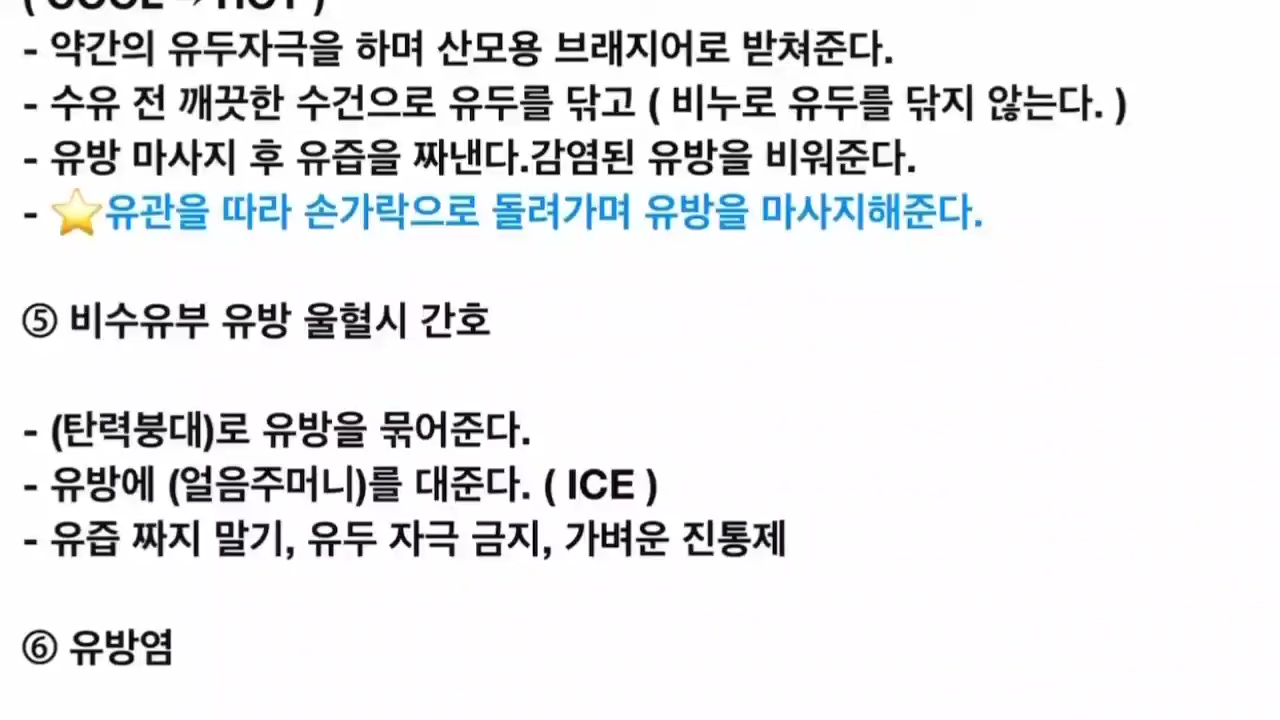 ( COOL → HOT )
- 약간의 유두자극을 하며 산모용 브래지어로 받쳐준다.
- 수유 전 깨끗한 수건으로 유두를 닦고 ( 비누로 유두를 닦지 않는다. )
- 유방 마사지 후 유즙을 짜낸다.감염된 유방을 비워준다.
- ⭐유관을 따라 손가락으로 돌려가며 유방을 마사지해준다.
⑤ 비수유부 유방 울혈시 간호
- (탄력붕대)로 유방을 묶어준다.
- 유방에 (얼음주머니)를 대준다. ( ICE )
- 유즙 짜지 말기, 유두 자극 금지, 가벼운 진통제
⑥ 유방염